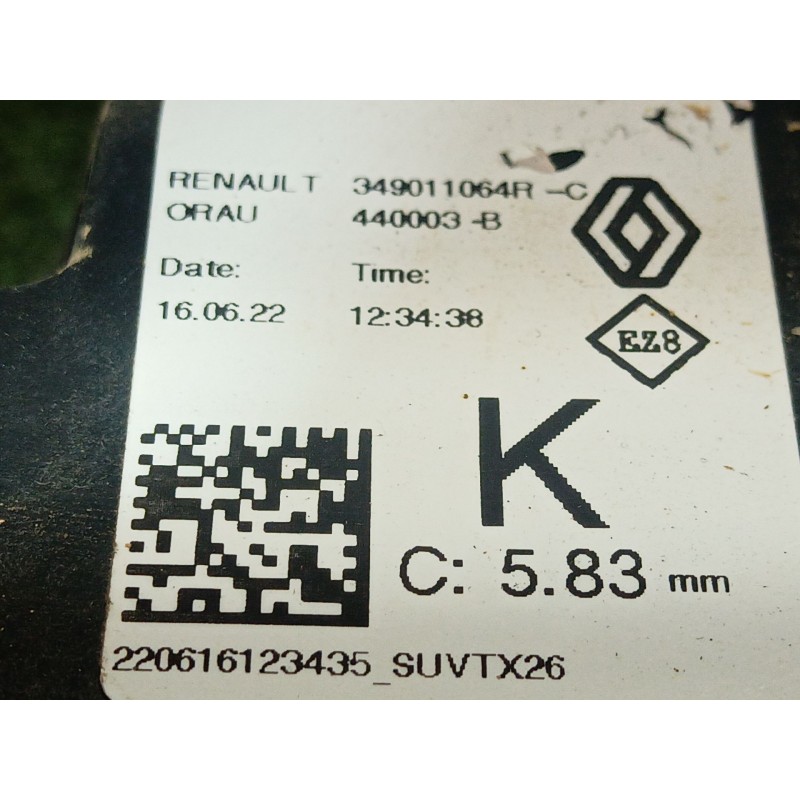 RENAULT 349011064R -C
ORAU 440003 -B
Date: Time:
16.06.22 12:34:38
EZ8
K
C: 5.83 mm
220616123435_SUVTX26